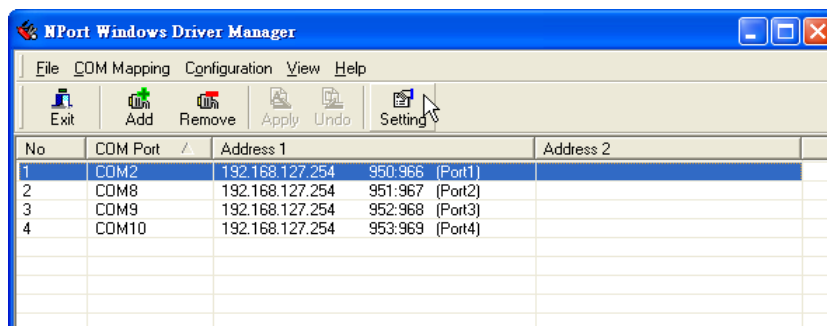 NPort Windows Driver Manager
File COM Mapping Configuration View Help
Exit Add Remove Apply Undo Setting
No COM Port Address 1 Address 2
1 COM2 192.168.127.254 950:966 (Port1)
2 COM8 192.168.127.254 951:967 (Port2)
3 COM9 192.168.127.254 952:968 (Port3)
4 COM10 192.168.127.254 953:969 (Port4)